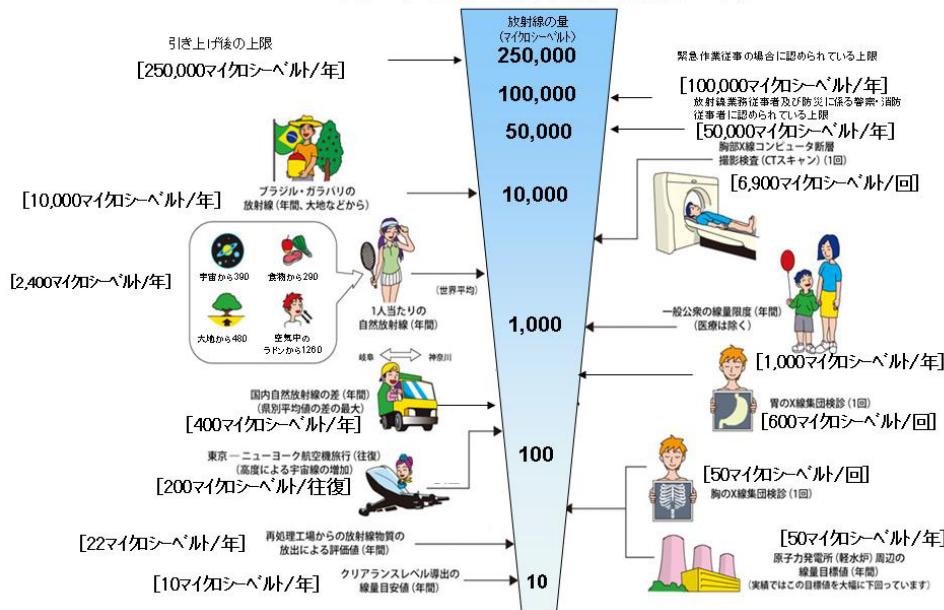 放射線の量
(マイクロシーベルト)
250,000
100,000
50,000
10,000
1,000
100
10
引き上げ後の上限
[250,000マイクロシーベルト/年]
ブラジル・ガラパリの
放射線(年間、大地などから)
[10,000マイクロシーベルト/年]
宇宙から390
食物から290
大地から480
空気中の
ラドンから1260
[2,400マイクロシーベルト/年]
(世界平均)
1人当たりの
自然放射線(年間)
岐阜
神奈川
国内自然放射線の差(年間)
(県別平均値の差の最大)
[400マイクロシーベルト/年]
東京―ニューヨーク航空機旅行(往復)
(高度による宇宙線の増加)
[200マイクロシーベルト/往復]
再処理工場からの放射線物質の
放出による評価値(年間)
[22マイクロシーベルト/年]
クリアランスレベル導出の
線量目安値(年間)
[10マイクロシーベルト/年]
緊急作業従事の場合に認められている上限
[100,000マイクロシーベルト/年]
放射線業務従事者及び防災に係る警察・消防
従事者に認められている上限
[50,000マイクロシーベルト/年]
胸部X線コンピュータ断層
撮影検査(CTスキャン)(1回)
[6,900マイクロシーベルト/回]
一般公衆の線量限度(年間)
(医療は除く)
[1,000マイクロシーベルト/年]
胃のX線集団検診(1回)
[600マイクロシーベルト/回]
[50マイクロシーベルト/回]
胸のX線集団検診(1回)
[50マイクロシーベルト/年]
原子力発電所(軽水炉)周辺の
線量目標値(年間)
(実績ではこの目標値を大幅に下回っています)